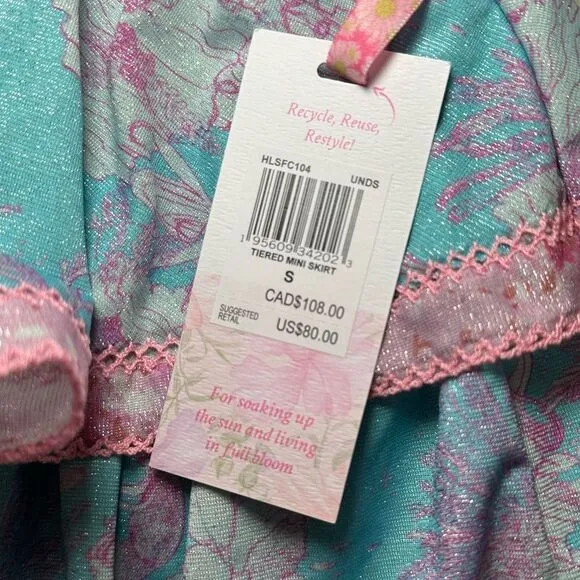 Recycle, Reuse,
Restyle!
HLSFC104 UNDS
1 95609 34202 3
TIERED MINI SKIRT
S
CAD$108.00
SUGGESTED
RETAIL
US$80.00
For soaking up
the sun and living
in full bloom